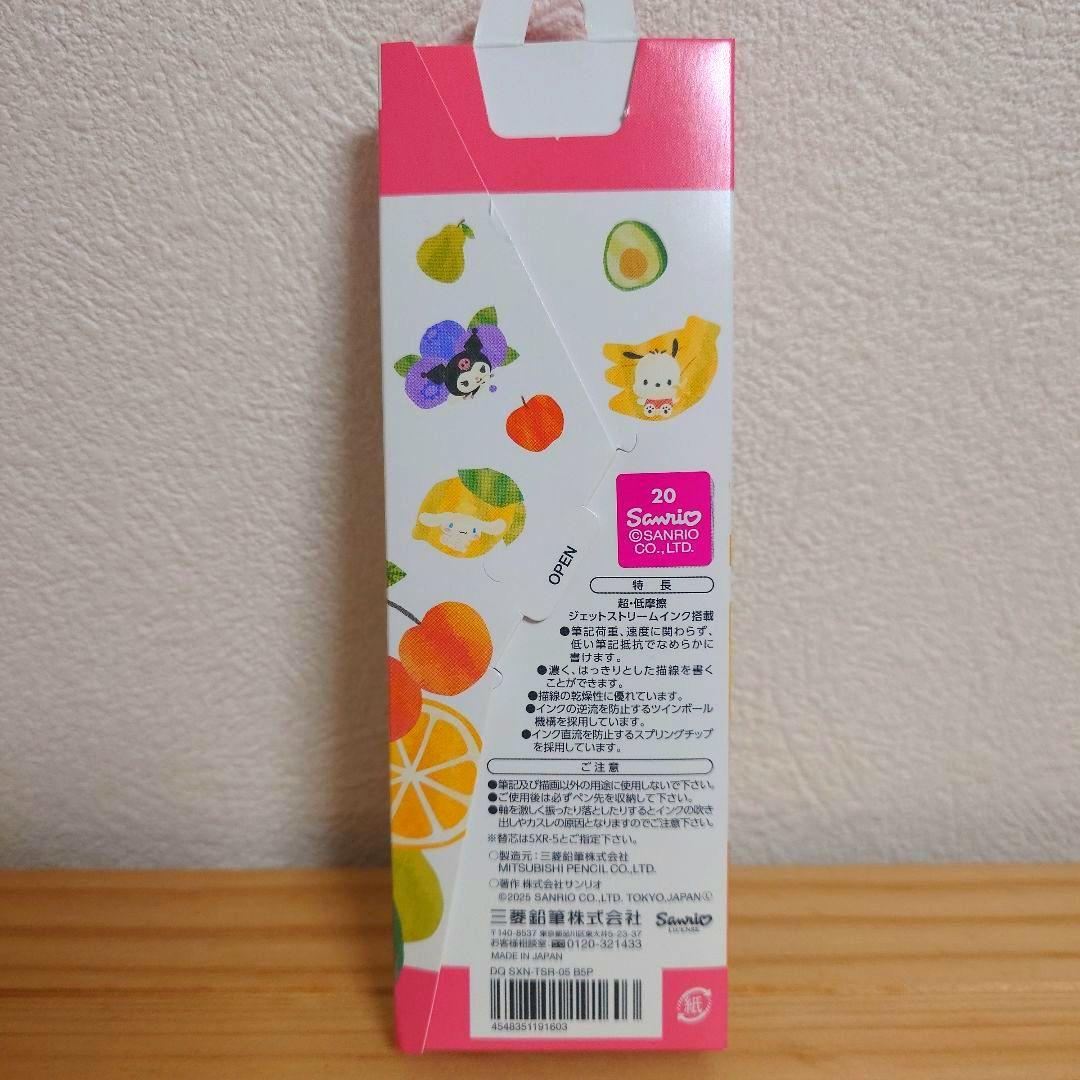 20
Sanrio
©SANRIO
CO.,LTD.
OPEN
特長
超・低摩擦
ジェットストリームインク搭載
●筆記荷重、速度に関わらず、
低い筆記抵抗でなめらかに
書けます。
●濃く、はっきりとした描線を書く
ことができます。
●描線の乾燥性に優れています。
●インクの逆流を防止するツインボール
機構を採用しています。
●インク直流を防止するスプリングチップ
を採用しています。
ご注意
●筆記及び描画以外の用途に使用しないで下さい。
●ご使用後は必ずペン先を収納して下さい。
●軸を激しく振ったり落としたりするとインクの吹き
出しやカスレの原因となりますのでご注意下さい。
※替芯はSXR-5とご指定下さい。
○製造元:三菱鉛筆株式会社
MITSUBISHI PENCIL CO.,LTD.
○著作 株式会社サンリオ
©2025 SANRIO CO., LTD. TOKYO,JAPAN Ⓛ
三菱鉛筆株式会社
Sanrio
LICENSE
〒140-8537 東京都品川区東大井5-23-37
お客様相談室 0120-321433
MADE IN JAPAN
DQ SXN-TSR-05 B5P
4548351191603
紙